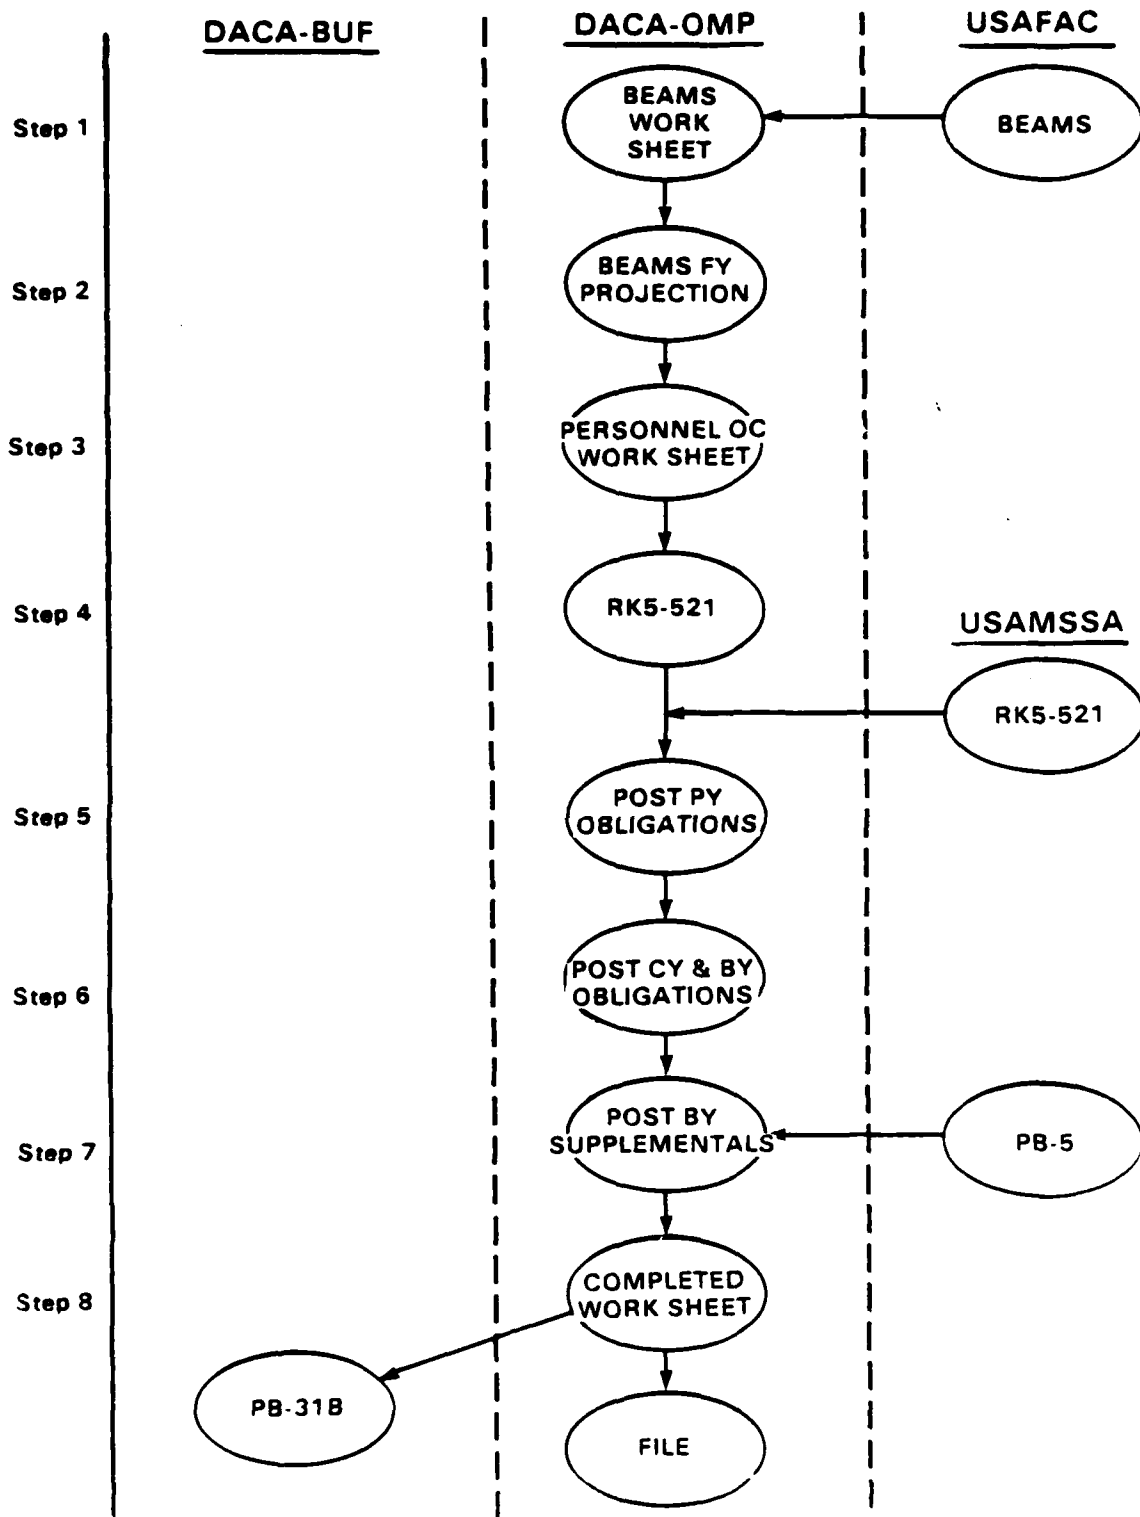 DACA-BUF
DACA-OMP
USAFAC
Step 1
BEAMS
WORK
SHEET
BEAMS
Step 2
BEAMS FY
PROJECTION
Step 3
PERSONNEL OC
WORK SHEET
Step 4
RK5-521
USAMSSA
RK5-521
Step 5
POST PY
OBLIGATIONS
Step 6
POST CY & BY
OBLIGATIONS
Step 7
POST BY
SUPPLEMENTALS
PB-5
Step 8
COMPLETED
WORK SHEET
PB-31B
FILE